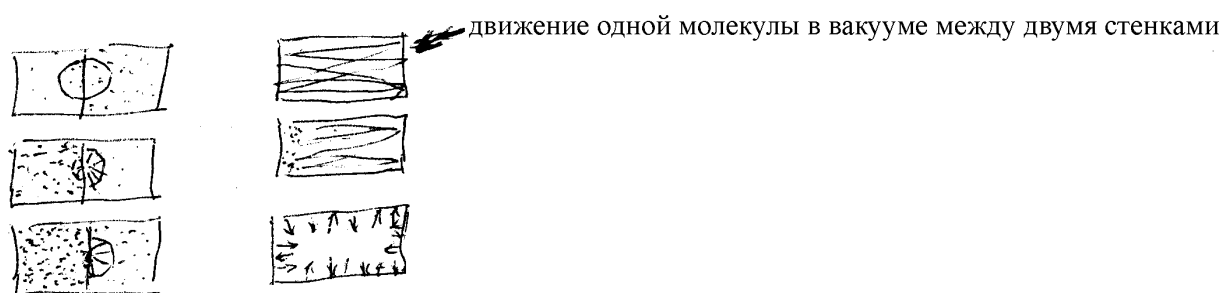 движение одной молекулы в вакууме между двумя стенками